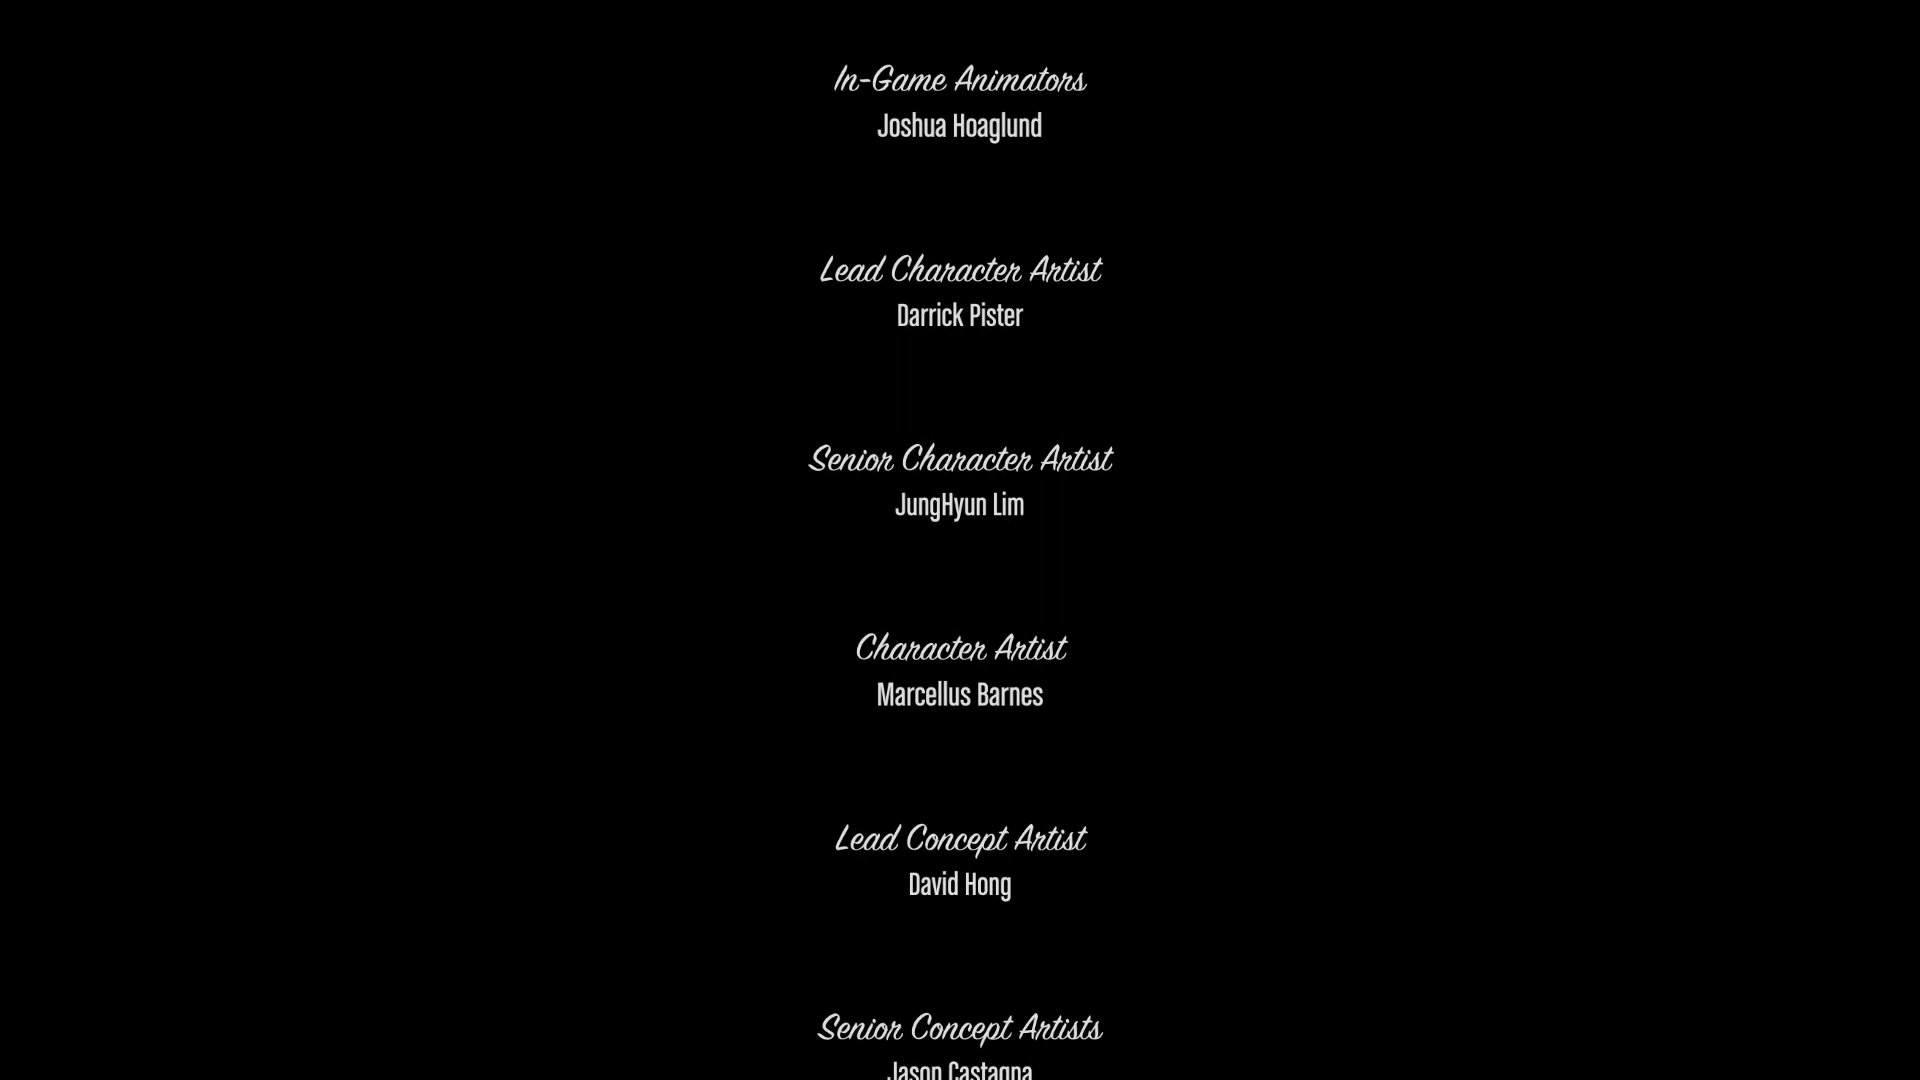 In-Game Animators
Joshua Hoaglund
Lead Character Artist
Darrick Pister
Senior Character Artist
JungHyun Lim
Character Artist
Marcellus Barnes
Lead Concept Artist
David Hong
Senior Concept Artists
Jason Castagna